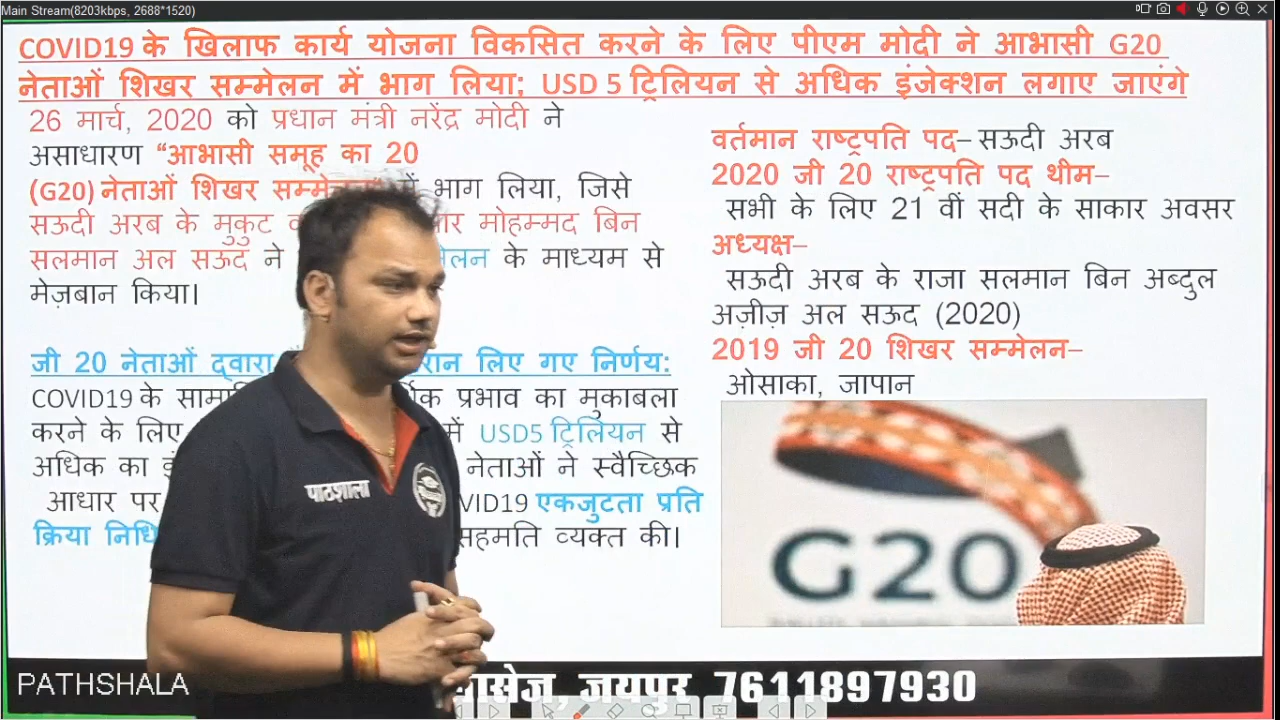 Main Stream(8203kbps, 2688*1520)
COVID19 के खिलाफ कार्य योजना विकसित करने के लिए पीएम मोदी ने आभासी G20
नेताओं शिखर सम्मेलन में भाग लिया; USD 5 ट्रिलियन से अधिक इंजेक्शन लगाए जाएंगे
26 मार्च, 2020 को प्रधान मंत्री नरेंद्र मोदी ने
असाधारण “आभासी समूह का 20
(G20) नेताओं शिखर में भाग लिया, जिसे
सऊदी अरब के मुकुट मोहम्मद बिन
सलमान अल सऊद ने के माध्यम से
मेज़बान किया।
जी 20 नेताओं द्वारा लिए गए निर्णय:
COVID19 के प्रभाव का मुकाबला
करने के लिए में USD5 ट्रिलियन से
अधिक का नेताओं ने स्वैच्छिक
आधार पर एकजुटता प्रति
क्रिया निधि सहमति व्यक्त की।
वर्तमान राष्ट्रपति पद– सऊदी अरब
2020 जी 20 राष्ट्रपति पद थीम–
सभी के लिए 21 वीं सदी के साकार अवसर
अध्यक्ष–
सऊदी अरब के राजा सलमान बिन अब्दुल
अज़ीज़ अल सऊद (2020)
2019 जी 20 शिखर सम्मेलन–
ओसाका, जापान
G20
पाठशाला
PATHSHALA
जयपुर 7611897930